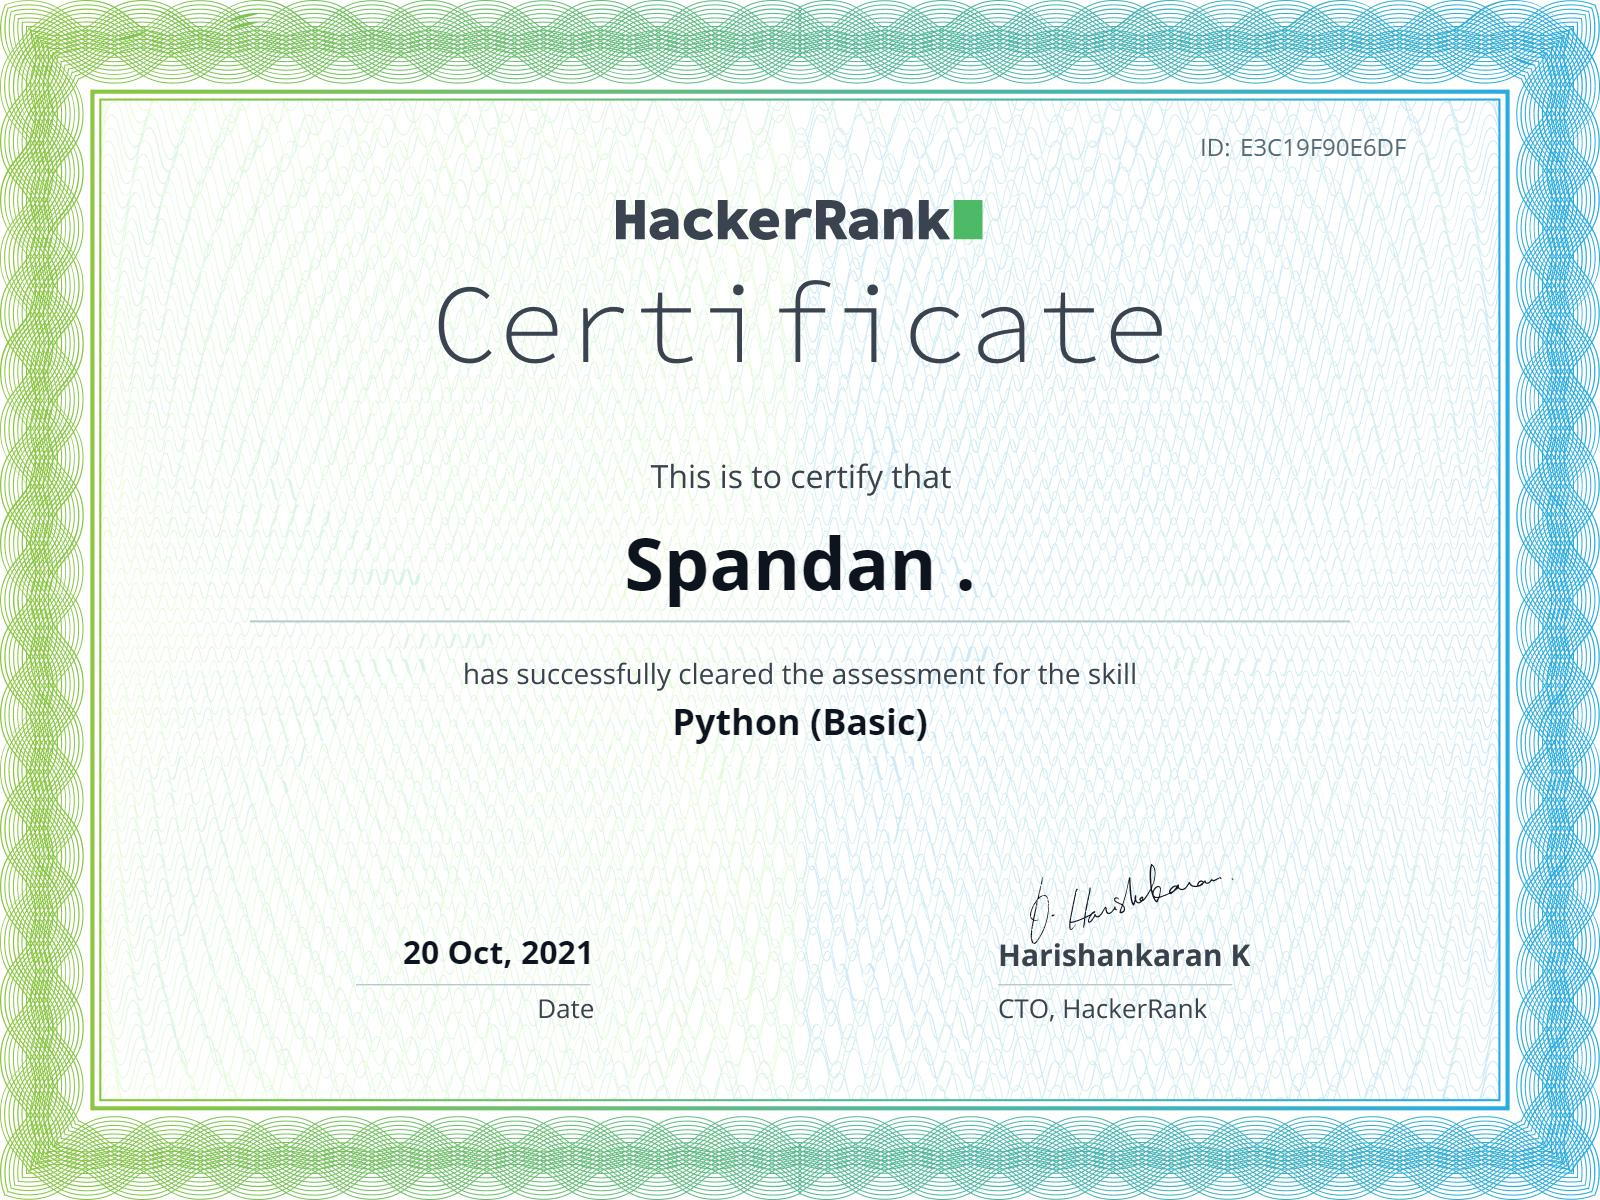 ID: E3C19F90E6DF
HackerRank
Certificate
This is to certify that
Spandan .
has successfully cleared the assessment for the skill
Python (Basic)
J. Harishakaran
20 Oct, 2021
Harishankaran K
Date
CTO, HackerRank